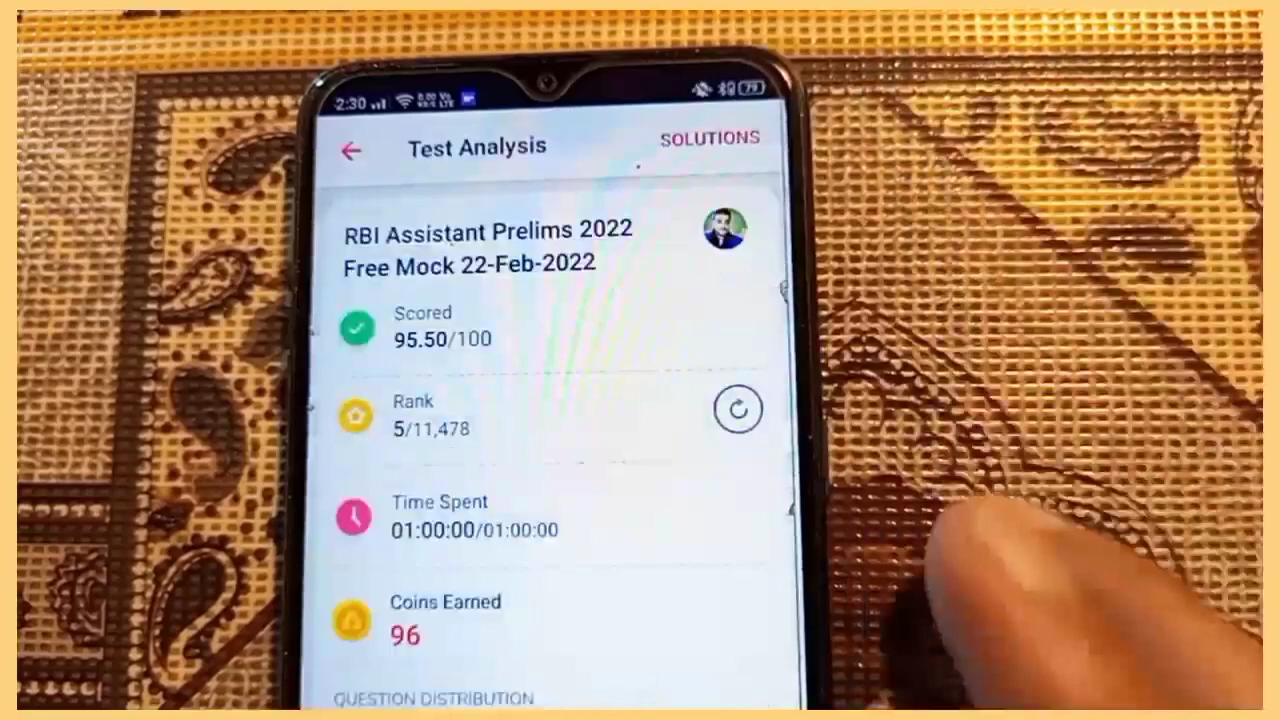 2:30
79
Test Analysis
SOLUTIONS
RBI Assistant Prelims 2022
Free Mock 22-Feb-2022
Scored
95.50/100
Rank
5/11,478
Time Spent
01:00:00/01:00:00
Coins Earned
96
QUESTION DISTRIBUTION